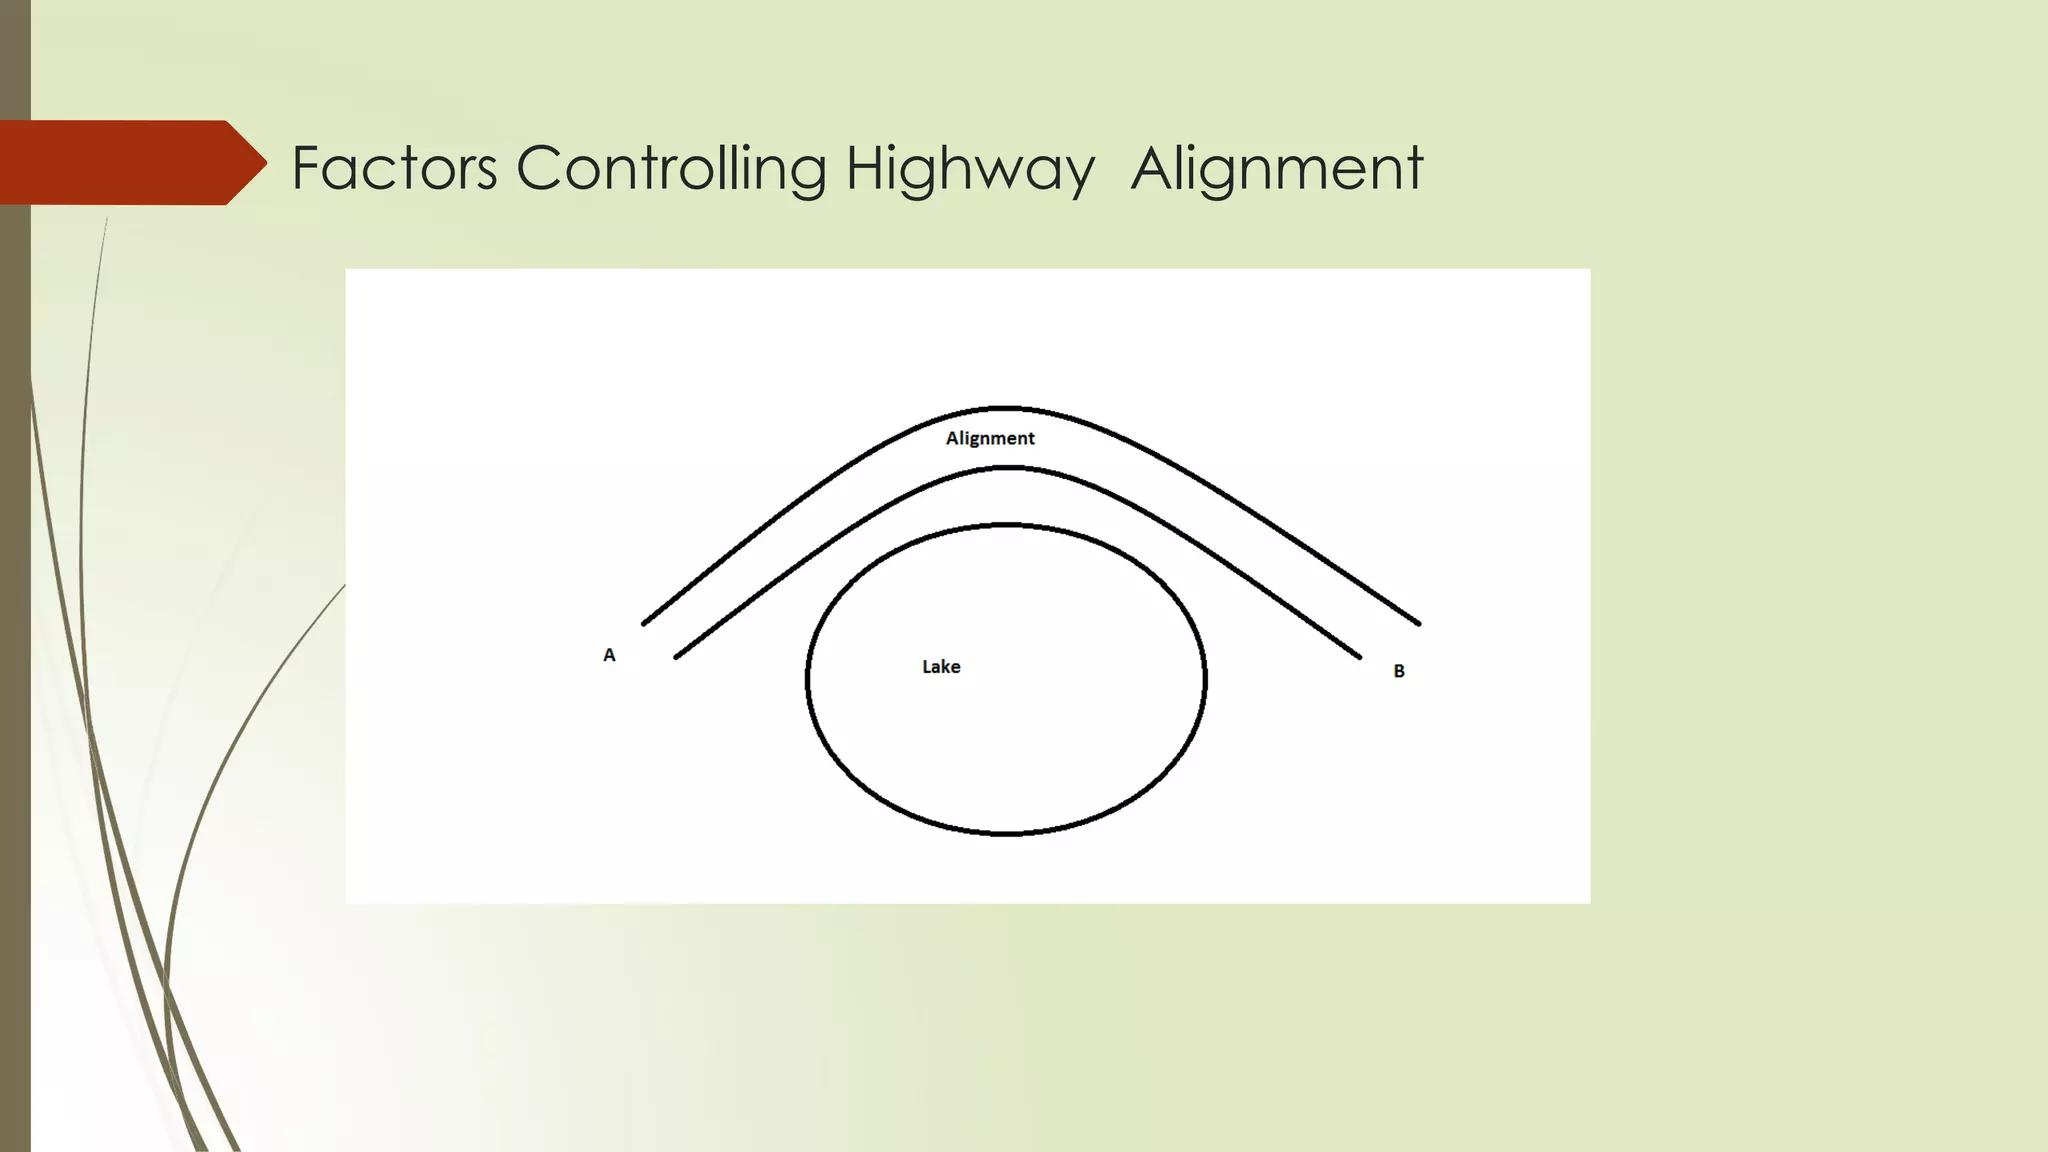 Factors Controlling Highway  Alignment
Alignment
A
Lake
B